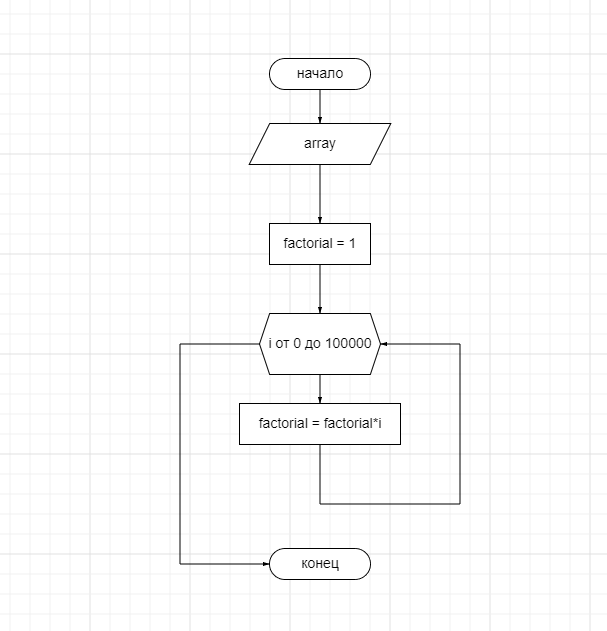 начало
array
factorial = 1
i от 0 до 100000
factorial = factorial*i
конец